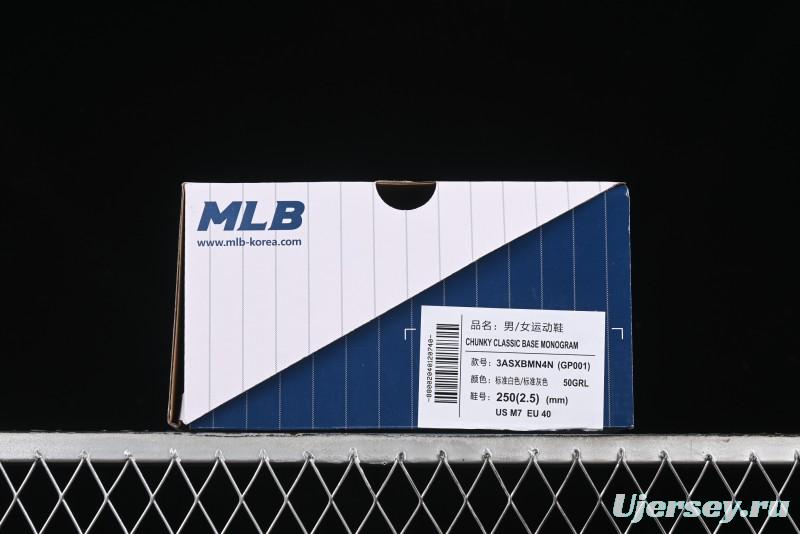 MLB
www.mlb-korea.com
品名: 男/女运动鞋
CHUNKY CLASSIC BASE MONOGRAM
款号: 3ASXBMN4N (GP001)
颜色: 标准白色/标准灰色 50GRL
鞋号: 250(2.5) (mm)
US M7 EU 40
-88002040120740-
Ujersey.ru